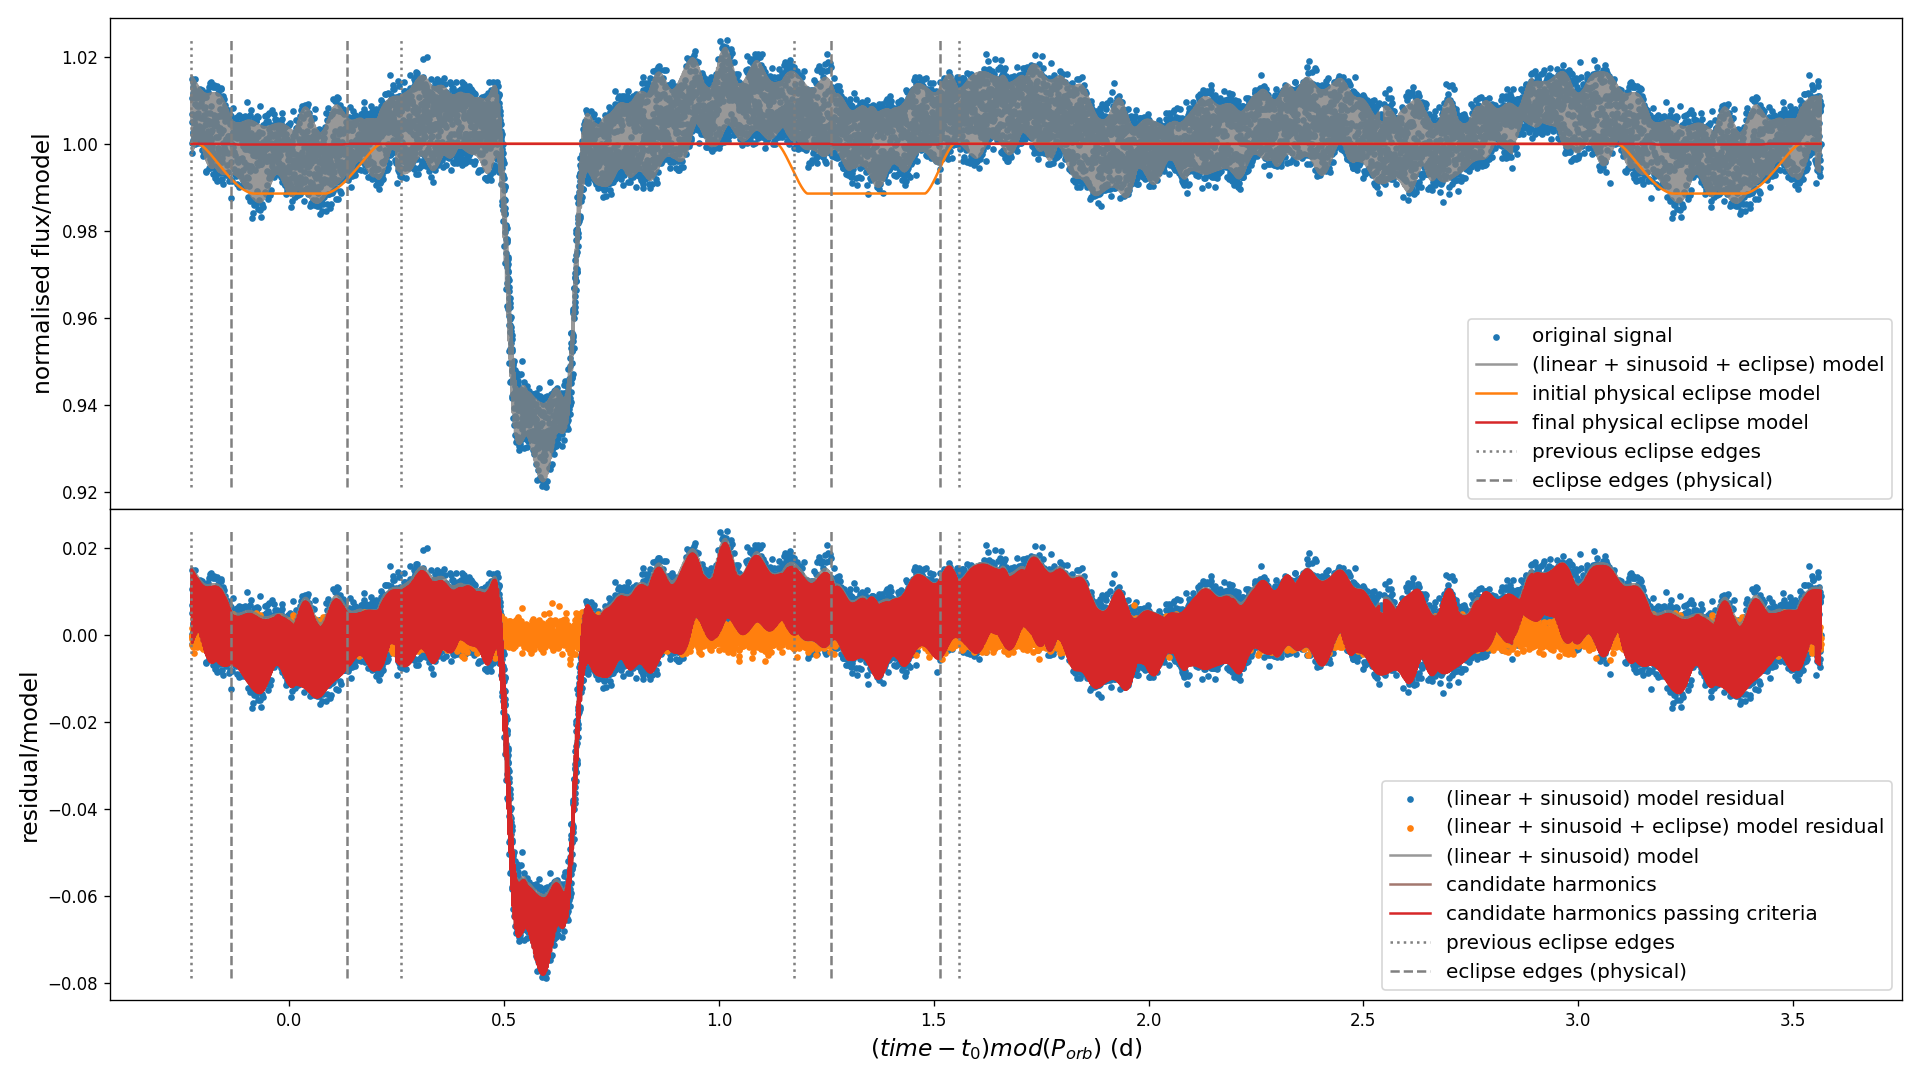 1.02
1.00
0.98
0.96
0.94
0.92
normalised flux/model
original signal
(linear + sinusoid + eclipse) model
initial physical eclipse model
final physical eclipse model
previous eclipse edges
eclipse edges (physical)
0.02
0.00
−0.02
−0.04
−0.06
−0.08
residual/model
(linear + sinusoid) model residual
(linear + sinusoid + eclipse) model residual
(linear + sinusoid) model
candidate harmonics
candidate harmonics passing criteria
previous eclipse edges
eclipse edges (physical)
0.0 0.5 1.0 1.5 2.0 2.5 3.0 3.5
(time − t₀)mod(P_orb) (d)